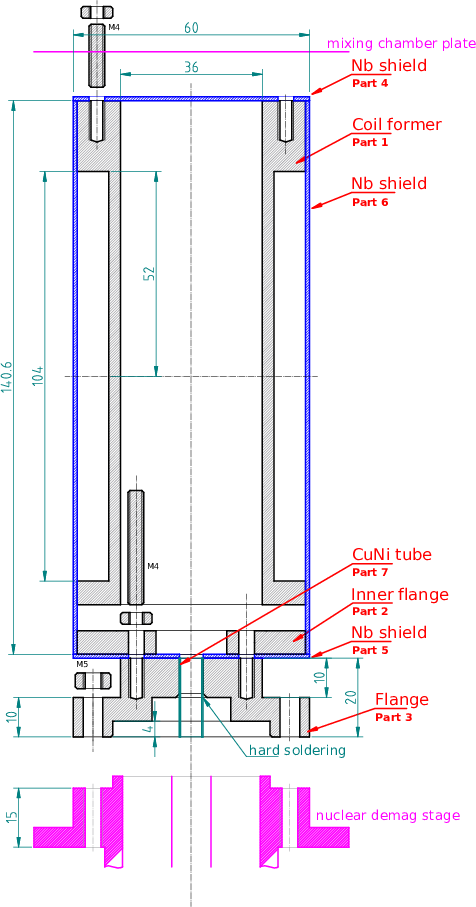 60
M4
mixing chamber plate
36
Nb shield
Part 4
Coil former
Part 1
Nb shield
Part 6
52
104
140.6
M4
CuNi tube
Part 7
Inner flange
Part 2
Nb shield
Part 5
M5
10
20
Flange
Part 3
10
4
hard soldering
15
nuclear demag stage